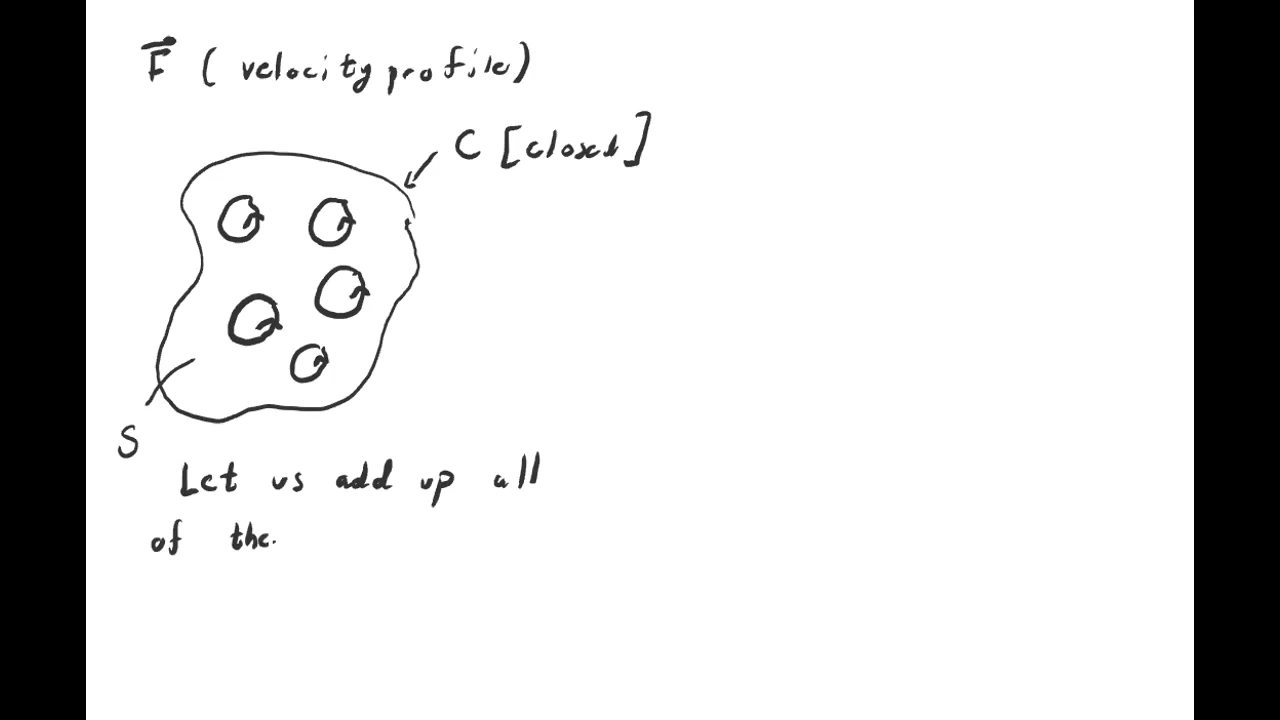 F⃗ ( velocity profile)
C [closed]
S
Let us add up all
of the